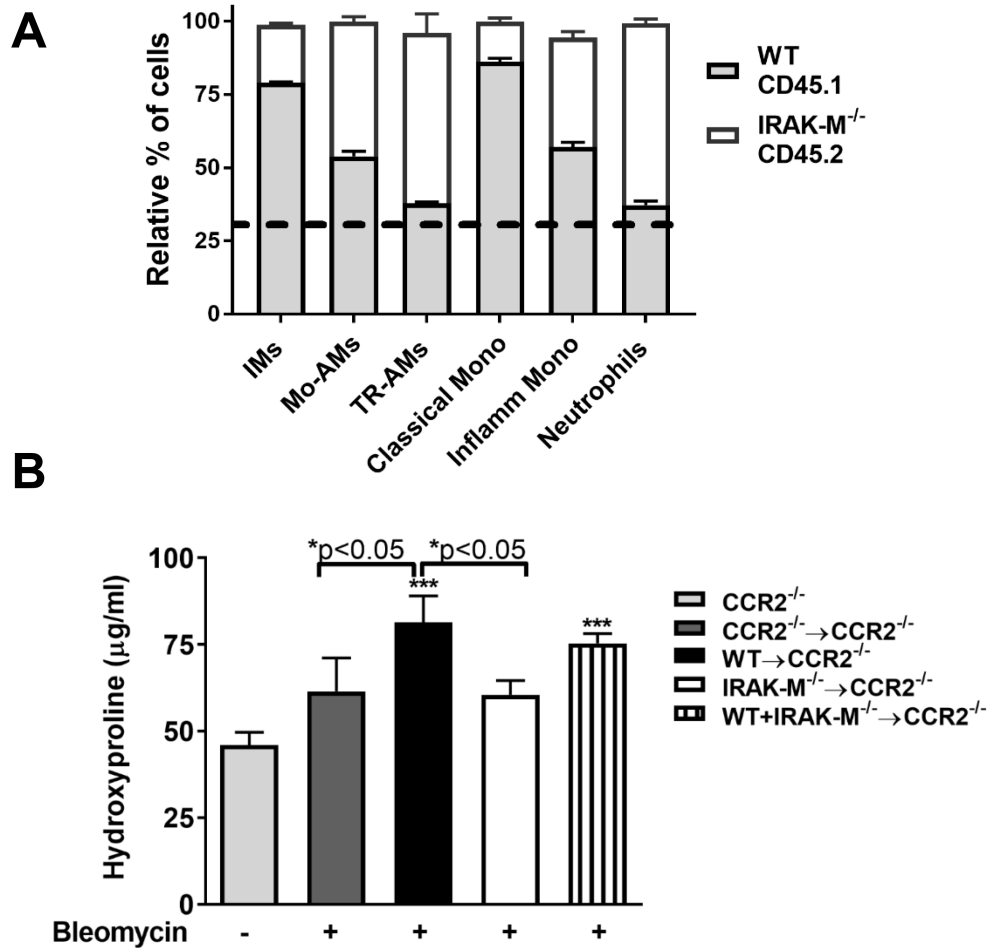 A
Relative % of cells
100
75
50
25
0
IMs
Mo-AMs
TR-AMs
Classical Mono
Inflamm Mono
Neutrophils
WT
CD45.1
IRAK-M-/-
CD45.2
B
Hydroxyproline (µg/ml)
100
75
50
25
0
*p<0.05 *p<0.05
***
***
Bleomycin - + + + +
CCR2-/-
CCR2-/-→CCR2-/-
WT→CCR2-/-
IRAK-M-/-→CCR2-/-
WT+IRAK-M-/-→CCR2-/-